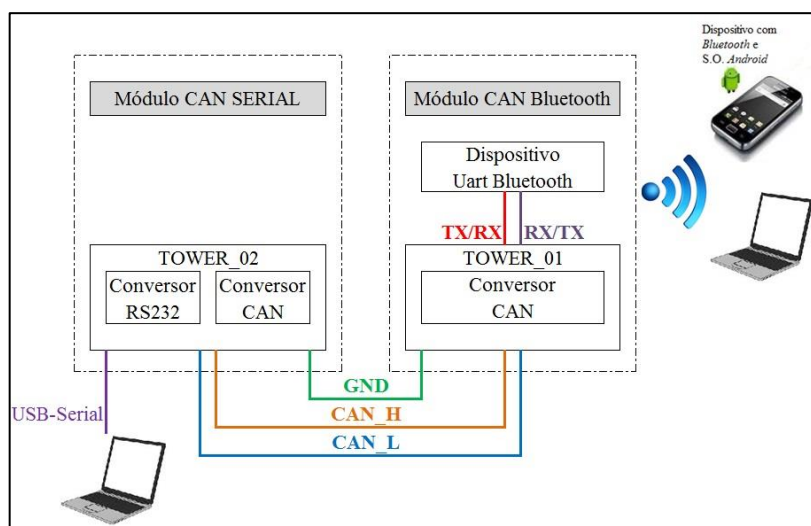 Dispositivo com
Bluetooth e
S.O. Android
Módulo CAN SERIAL
Módulo CAN Bluetooth
Dispositivo
Uart Bluetooth
TX/RX
RX/TX
TOWER_02
Conversor
RS232
Conversor
CAN
TOWER_01
Conversor
CAN
GND
CAN_H
CAN_L
USB-Serial